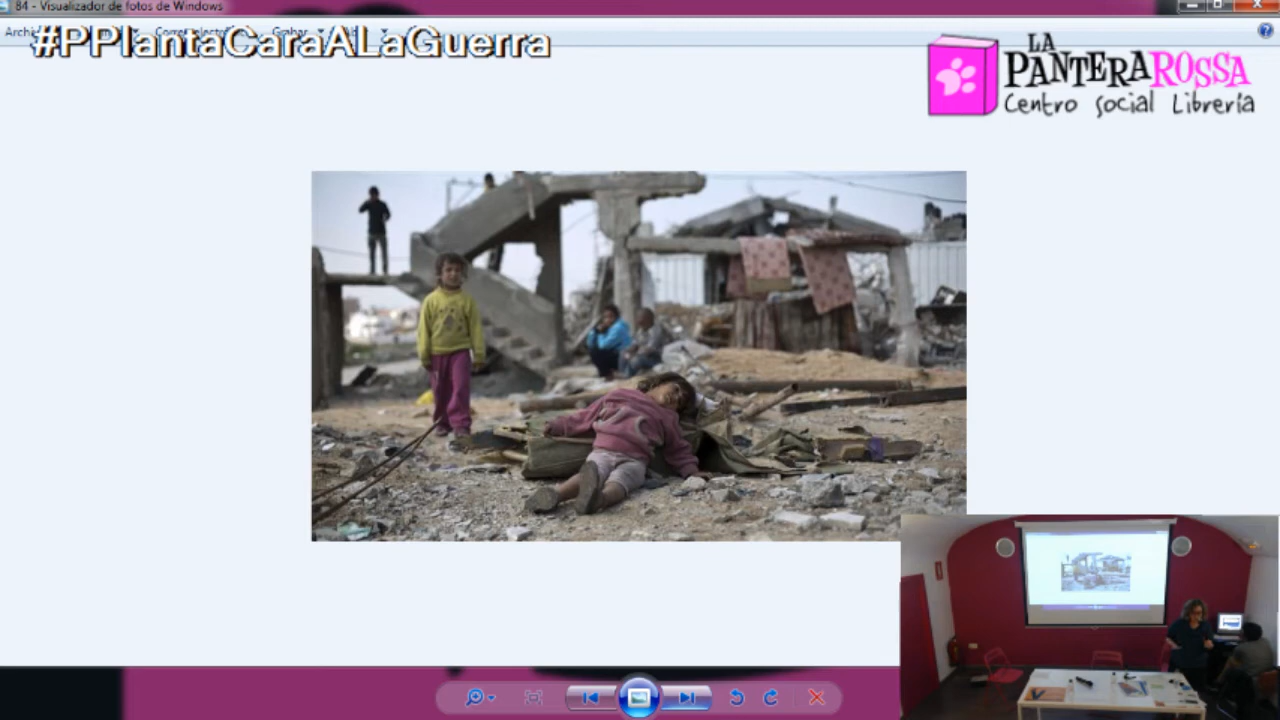 84 - Visualizador de fotos de Windows
#PPlantaCaraALaGuerra
LA
PANTERA ROSSA
Centro social Librería